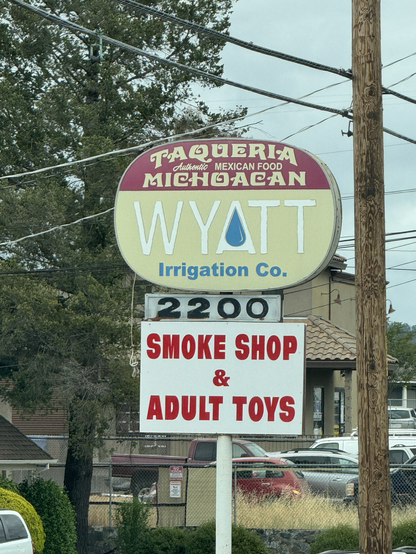 TAQUERIA
Authentic MEXICAN FOOD
MICHOACAN
WYATT
Irrigation Co.
2200
SMOKE SHOP
&
ADULT TOYS